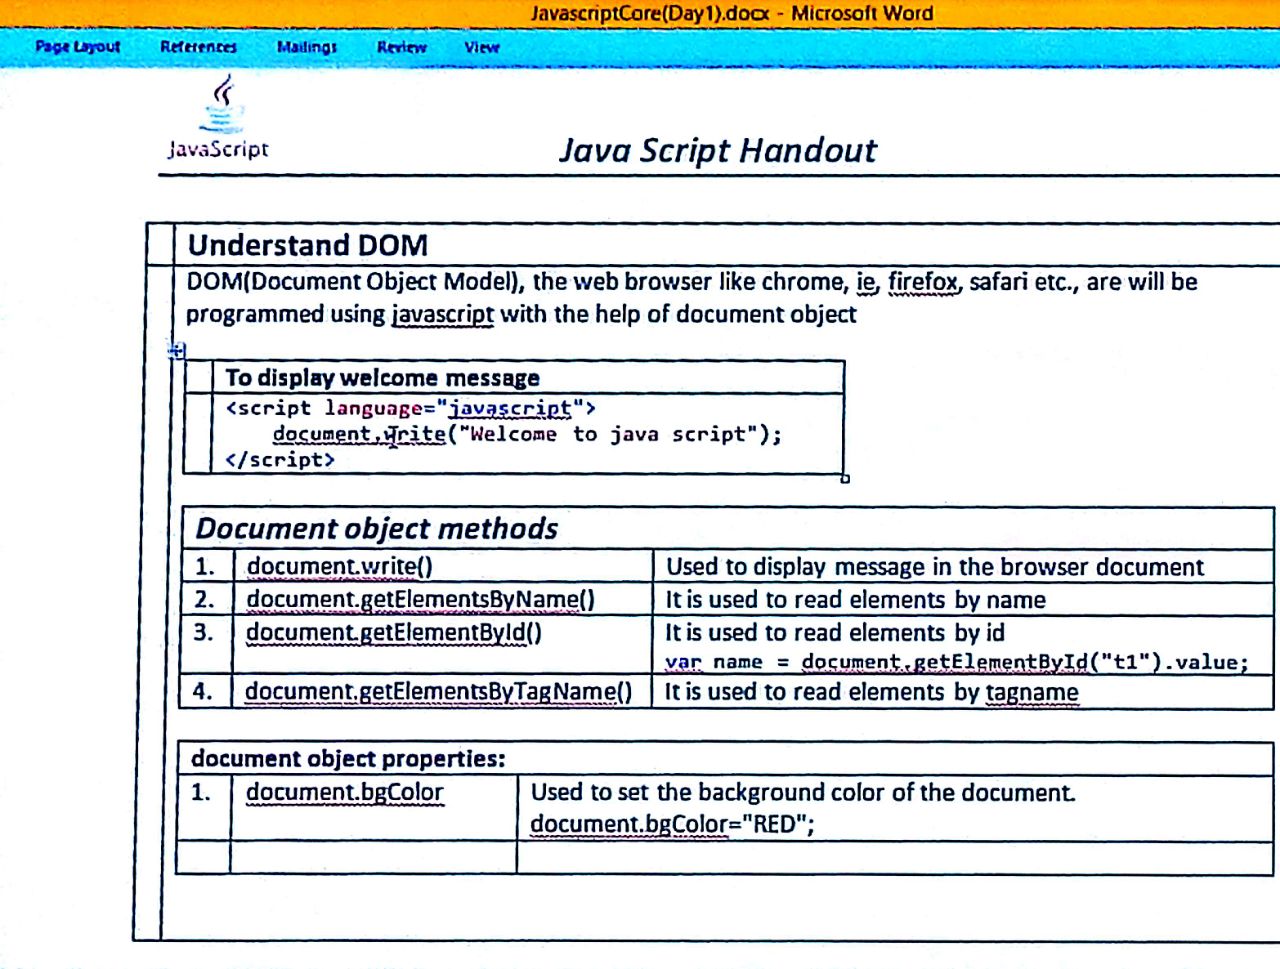 JavascriptCore(Day1).docx - Microsoft Word
Page Layout References Mailings Review View
JavaScript
Java Script Handout
Understand DOM
DOM(Document Object Model), the web browser like chrome, ie, firefox, safari etc., are will be
programmed using javascript with the help of document object
To display welcome message
<script language="javascript">
document.write("Welcome to java script");
</script>
Document object methods
1. document.write() Used to display message in the browser document
2. document.getElementsByName() It is used to read elements by name
3. document.getElementById() It is used to read elements by id
var name = document.getElementById("t1").value;
4. document.getElementsByTagName() It is used to read elements by tagname
document object properties:
1. document.bgColor Used to set the background color of the document.
document.bgColor="RED";